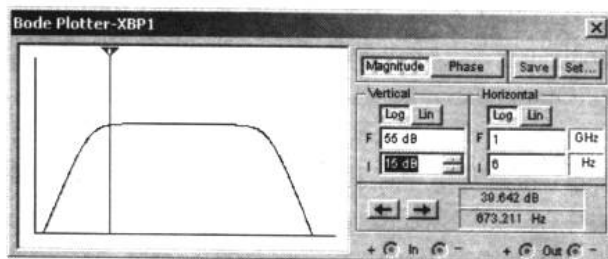 Bode Plotter-XBP1
Magnitude Phase Save Set...
Vertical Horizontal
Log Lin Log Lin
F 55 dB F 1 GHz
I 15 dB I 6 Hz
39.642 dB
673.211 Hz
+ In - + Out -